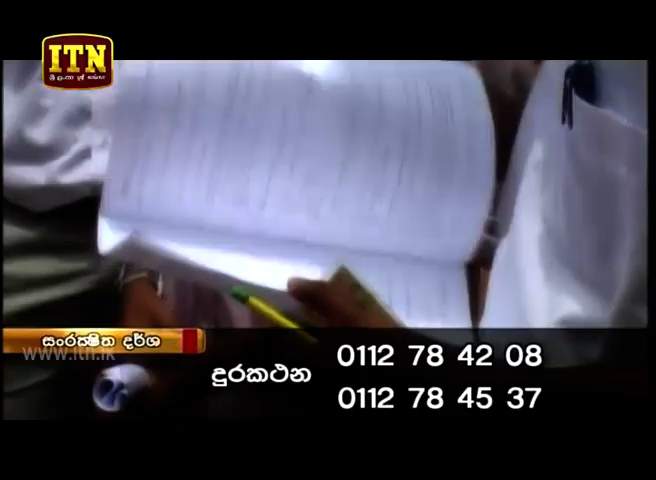 ITN
සංරක්ෂිත දර්ශ
www.itn.lk
දුරකථන
0112 78 42 08
0112 78 45 37